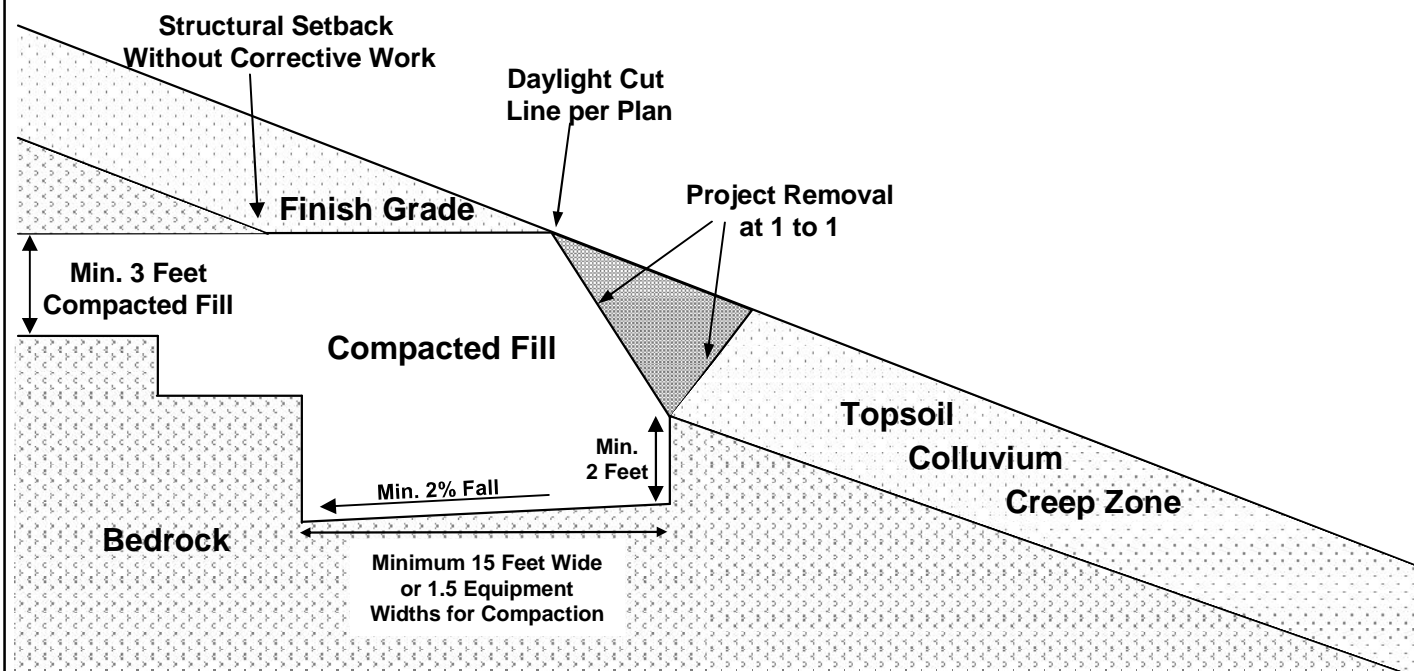 Structural Setback
Without Corrective Work
Daylight Cut
Line per Plan
Project Removal
at 1 to 1
Finish Grade
Min. 3 Feet
Compacted Fill
Compacted Fill
Topsoil
Colluvium
Creep Zone
Min.
2 Feet
Min. 2% Fall
Bedrock
Minimum 15 Feet Wide
or 1.5 Equipment
Widths for Compaction